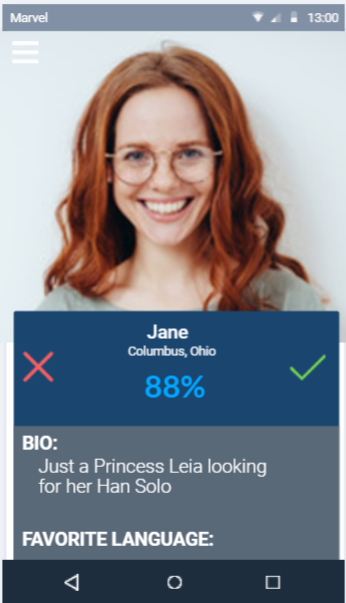 Marvel
13:00
Jane
Columbus, Ohio
88%
BIO:
Just a Princess Leia looking
for her Han Solo
FAVORITE LANGUAGE: